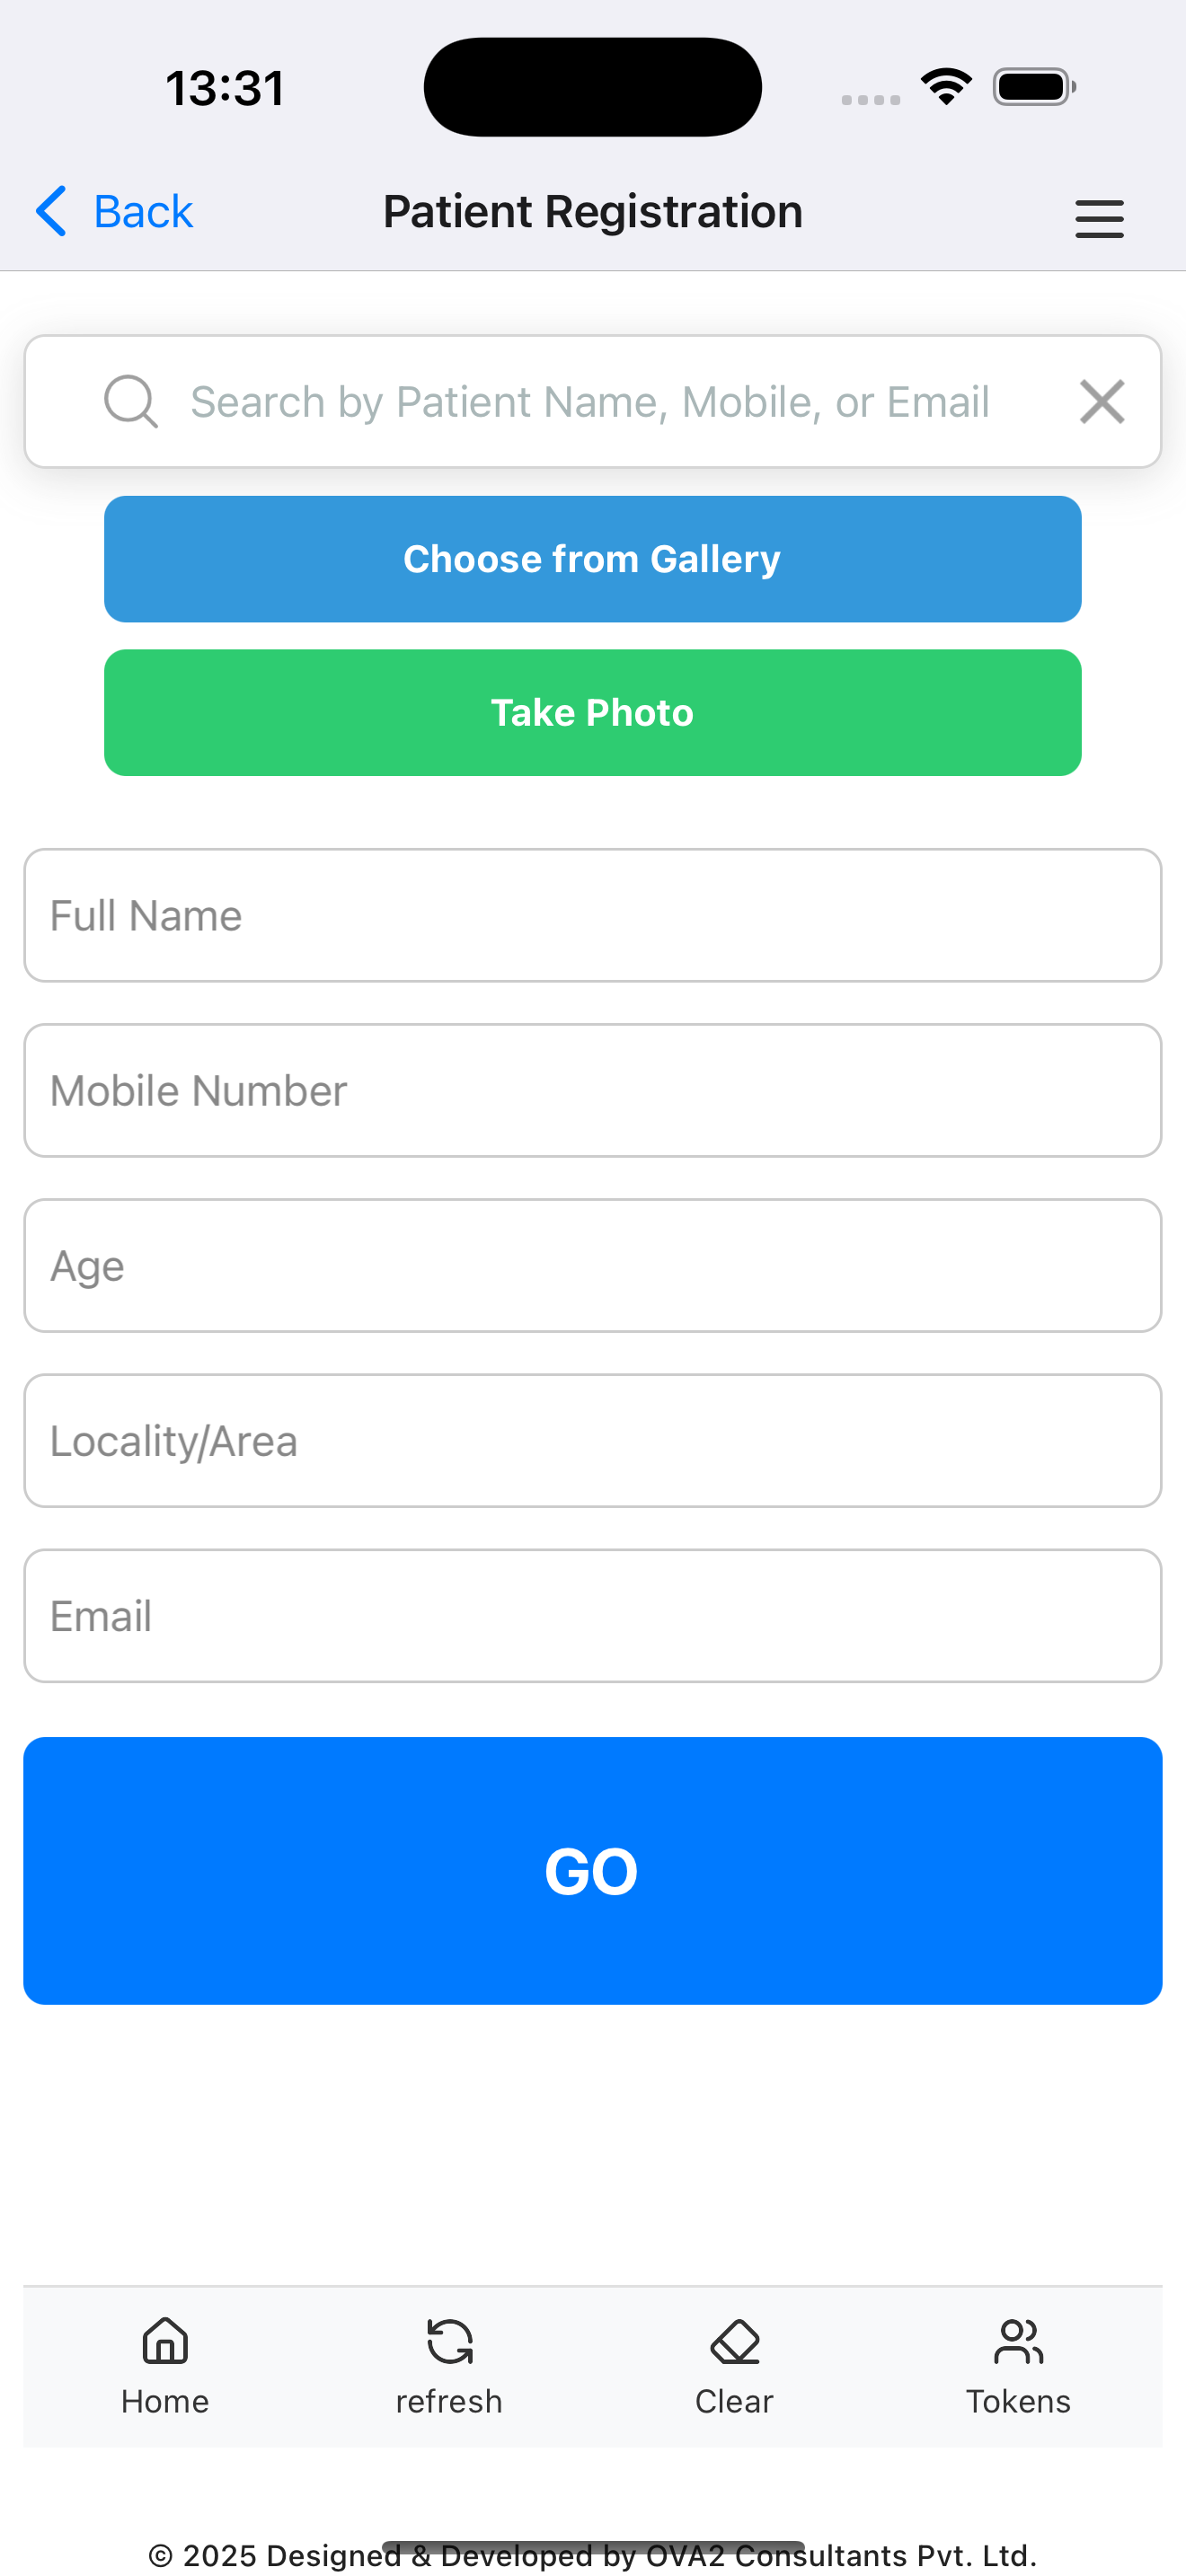 13:31
Back
Patient Registration
Search by Patient Name, Mobile, or Email
Choose from Gallery
Take Photo
Full Name
Mobile Number
Age
Locality/Area
Email
GO
Home
refresh
Clear
Tokens
© 2025 Designed & Developed by OVA2 Consultants Pvt. Ltd.